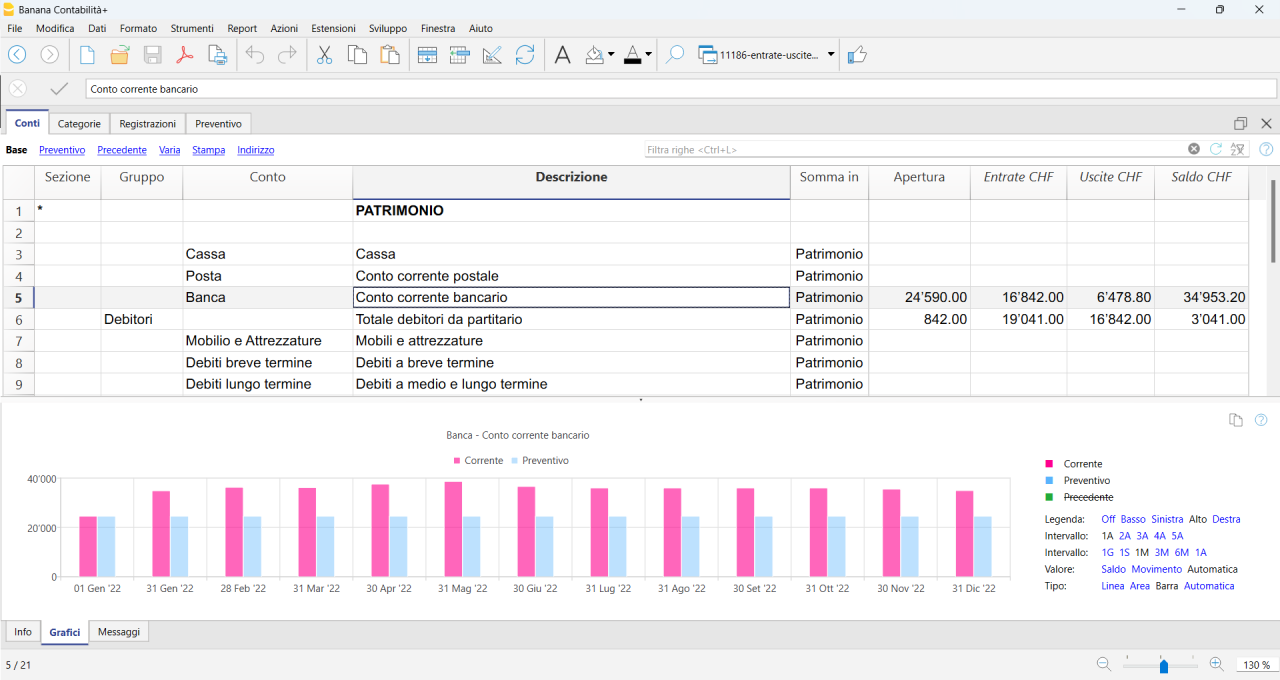 Banana Contabilità+
File Modifica Dati Formato Strumenti Report Azioni Estensioni Sviluppo Finestra Aiuto
A A 11186-entrate-uscite...
Conto corrente bancario
Conti Categorie Registrazioni Preventivo
Base Preventivo Precedente Varia Stampa Indirizzo Filtra righe <Ctrl+L>
Sezione Gruppo Conto Descrizione Somma in Apertura Entrate CHF Uscite CHF Saldo CHF
1 * PATRIMONIO
2
3 Cassa Cassa Patrimonio
4 Posta Conto corrente postale Patrimonio
5 Banca Conto corrente bancario Patrimonio 24'590.00 16'842.00 6'478.80 34'953.20
6 Debitori Totale debitori da partitario Patrimonio 842.00 19'041.00 16'842.00 3'041.00
7 Mobilio e Attrezzature Mobili e attrezzature Patrimonio
8 Debiti breve termine Debiti a breve termine Patrimonio
9 Debiti lungo termine Debiti a medio e lungo termine Patrimonio
Banca - Conto corrente bancario
Corrente Preventivo
40'000
20'000
0
01 Gen '22 31 Gen '22 28 Feb '22 31 Mar '22 30 Apr '22 31 Mag '22 30 Giu '22 31 Lug '22 31 Ago '22 30 Set '22 31 Ott '22 30 Nov '22 31 Dic '22
Corrente
Preventivo
Precedente
Legenda: Off Basso Sinistra Alto Destra
Intervallo: 1A 2A 3A 4A 5A
Intervallo: 1G 1S 1M 3M 6M 1A
Valore: Saldo Movimento Automatica
Tipo: Linea Area Barra Automatica
Info Grafici Messaggi
5 / 21 130 %